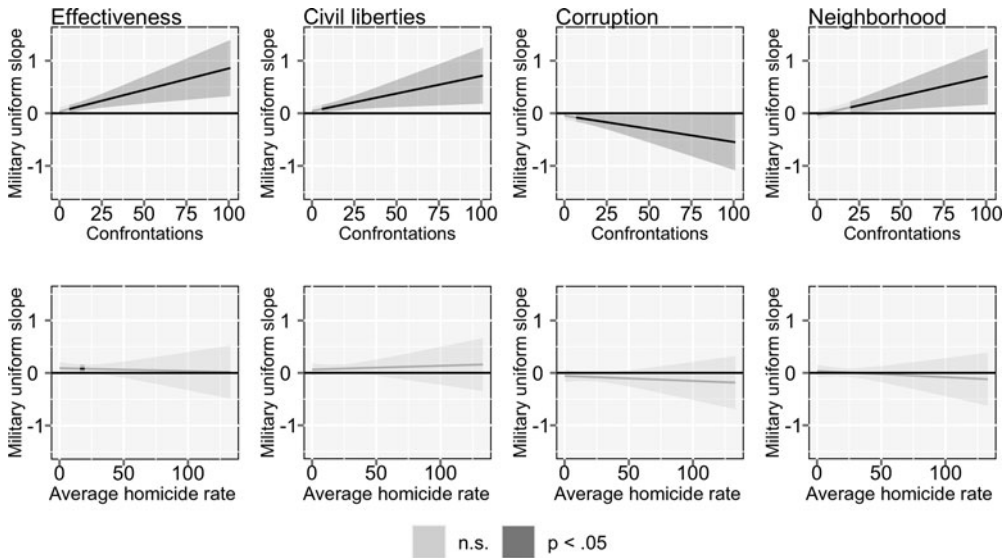 Effectiveness
Civil liberties
Corruption
Neighborhood
Military uniform slope
1
0
-1
0 25 50 75 100
Confrontations
Military uniform slope
1
0
-1
0 25 50 75 100
Confrontations
Military uniform slope
1
0
-1
0 25 50 75 100
Confrontations
Military uniform slope
1
0
-1
0 25 50 75 100
Confrontations
Military uniform slope
1
0
-1
0 50 100
Average homicide rate
Military uniform slope
1
0
-1
0 50 100
Average homicide rate
Military uniform slope
1
0
-1
0 50 100
Average homicide rate
Military uniform slope
1
0
-1
0 50 100
Average homicide rate
n.s. p < .05